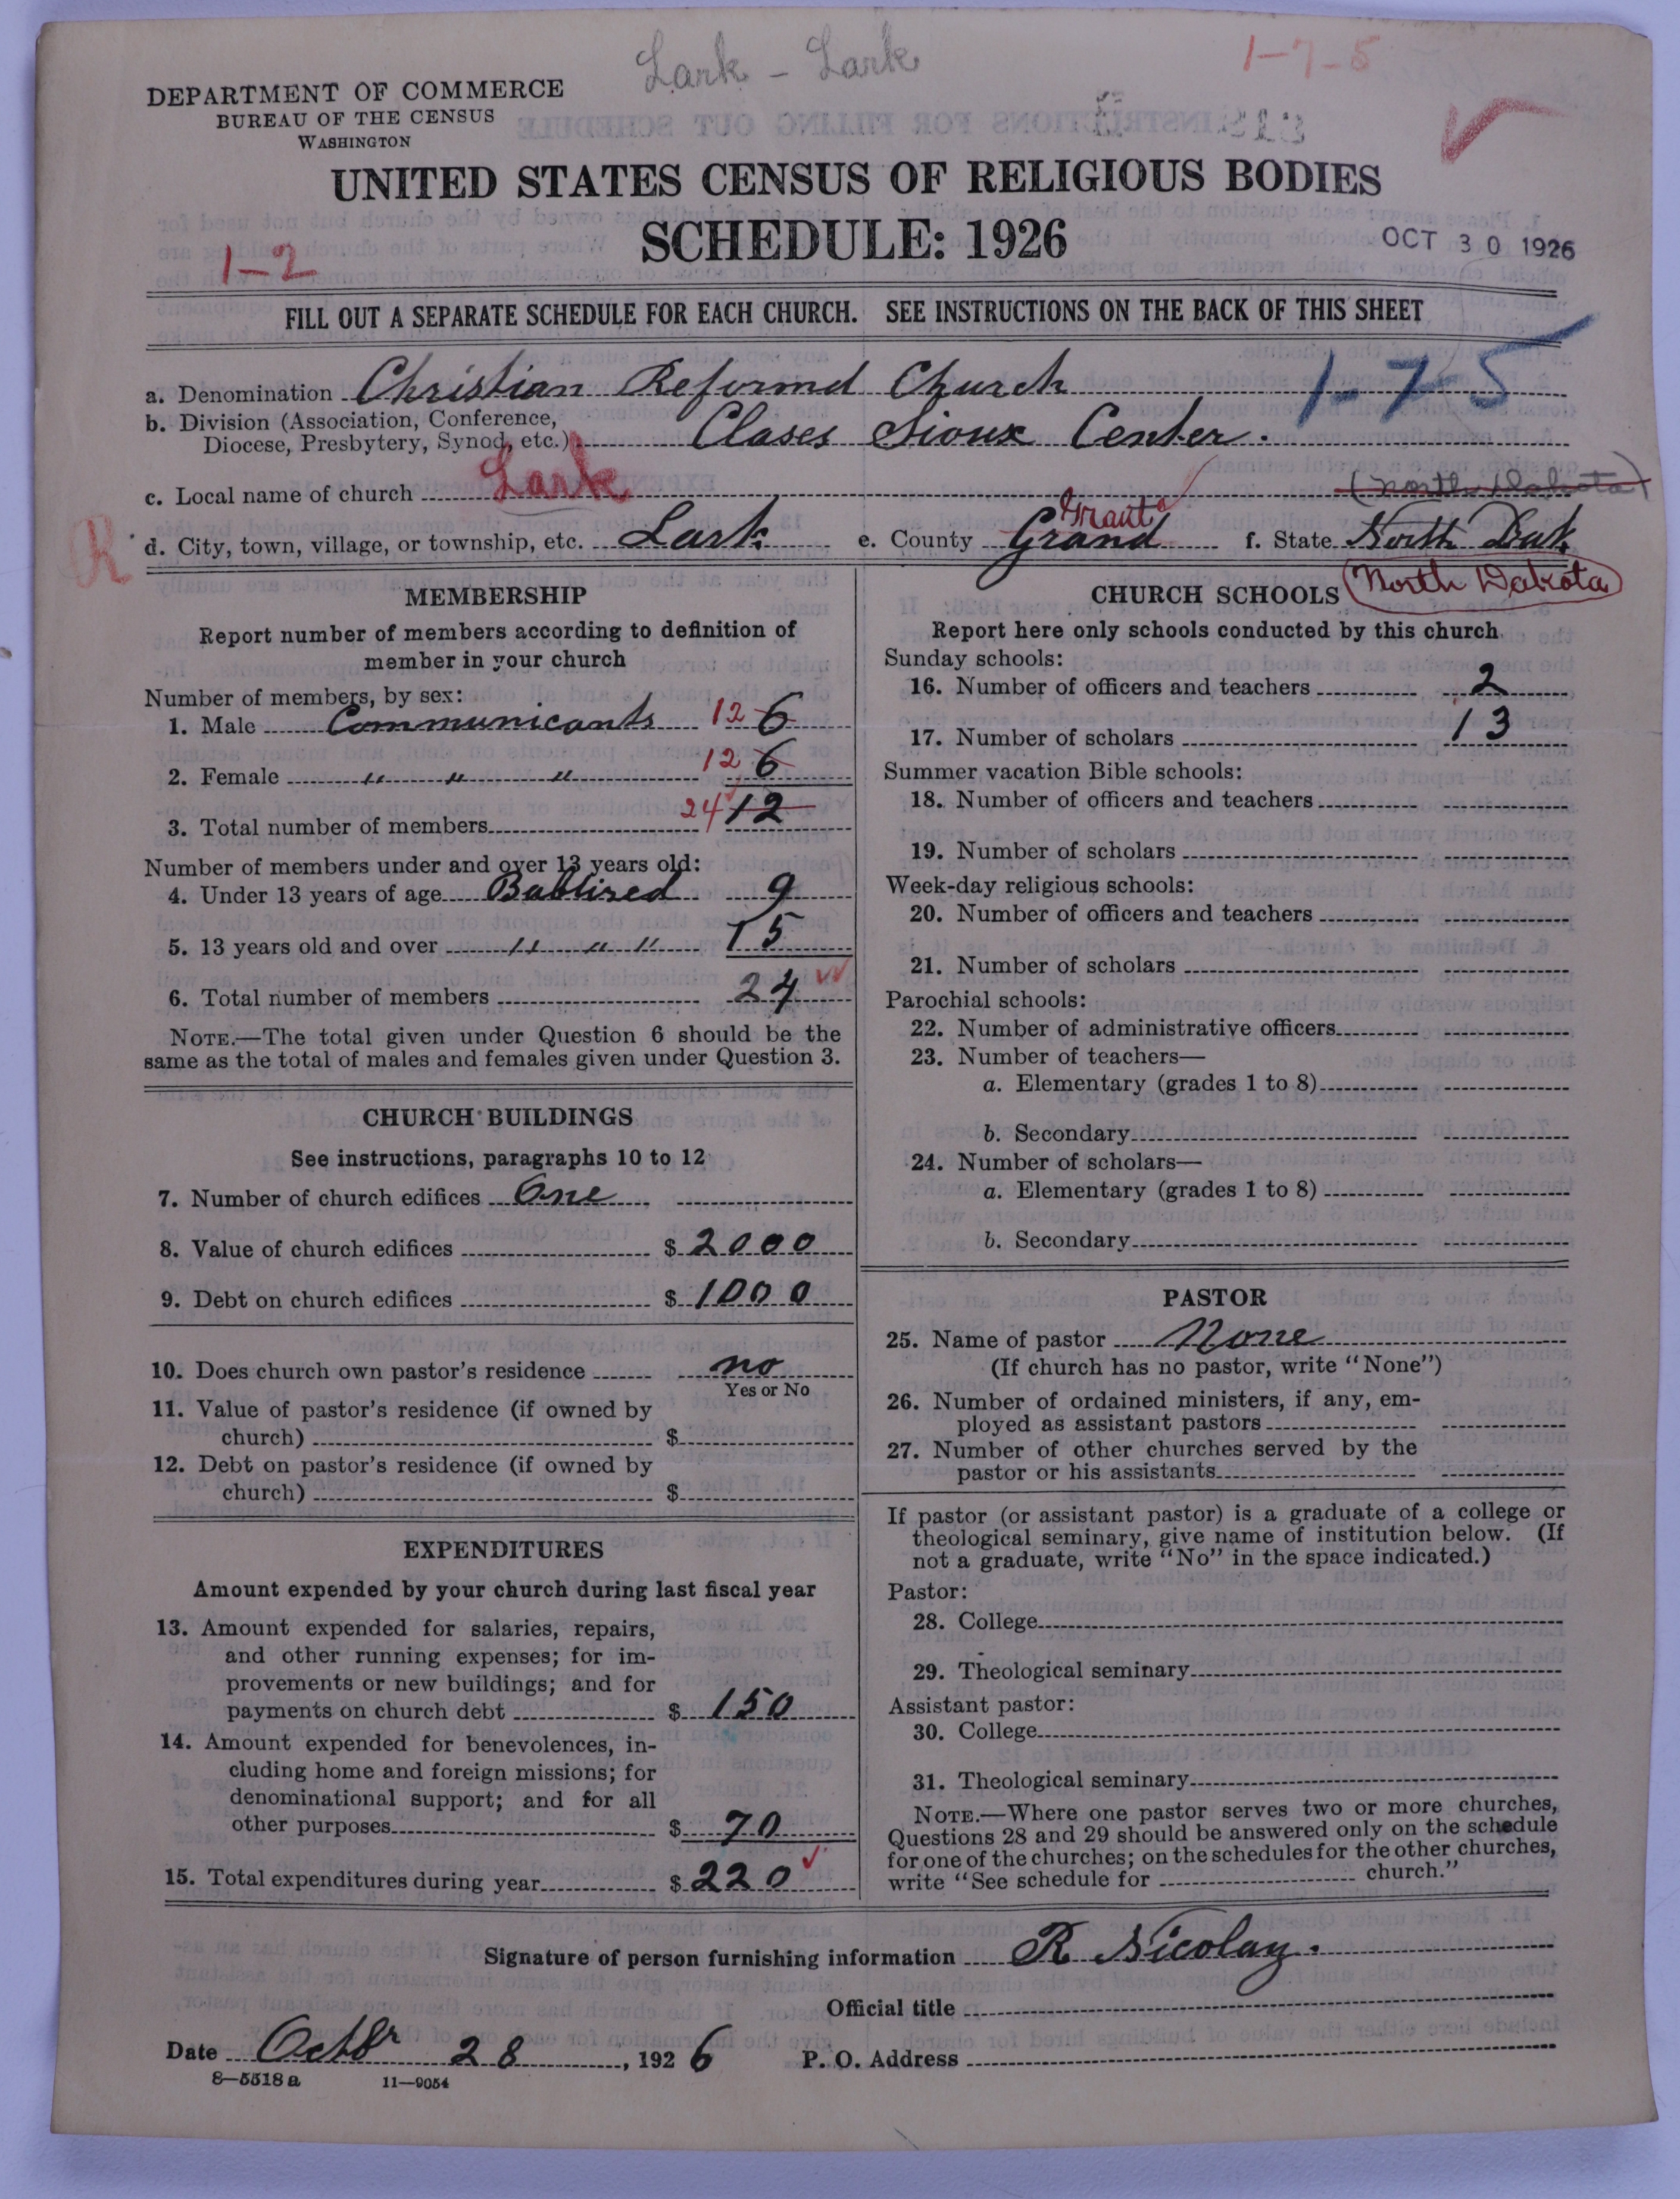 Lark - Lark
1-7-5
DEPARTMENT OF COMMERCE
BUREAU OF THE CENSUS
WASHINGTON
UNITED STATES CENSUS OF RELIGIOUS BODIES
SCHEDULE: 1926
OCT 30 1926
1-2
FILL OUT A SEPARATE SCHEDULE FOR EACH CHURCH. SEE INSTRUCTIONS ON THE BACK OF THIS SHEET
1-7-5
a. Denomination Christian Reformd Church
b. Division (Association, Conference,
Diocese, Presbytery, Synod, etc.) Clases Sioux Center.
c. Local name of church Lark
(North Dakota)
R
d. City, town, village, or township, etc. Lark e. County Grand Grant f. State North Dak
North Dakota
MEMBERSHIP
Report number of members according to definition of
member in your church
Number of members, by sex:
1. Male Communicants 12 6
2. Female " " " 12 6
3. Total number of members 24 12
Number of members under and over 13 years old:
4. Under 13 years of age Babtized 9
5. 13 years old and over " " " 15
6. Total number of members 24
NOTE.—The total given under Question 6 should be the
same as the total of males and females given under Question 3.
CHURCH BUILDINGS
See instructions, paragraphs 10 to 12
7. Number of church edifices One
8. Value of church edifices $ 2000
9. Debt on church edifices $ 1000
10. Does church own pastor's residence no
Yes or No
11. Value of pastor's residence (if owned by
church) $
12. Debt on pastor's residence (if owned by
church) $
EXPENDITURES
Amount expended by your church during last fiscal year
13. Amount expended for salaries, repairs,
and other running expenses; for im-
provements or new buildings; and for
payments on church debt $ 150
14. Amount expended for benevolences, in-
cluding home and foreign missions; for
denominational support; and for all
other purposes $ 70
15. Total expenditures during year $ 220
CHURCH SCHOOLS
Report here only schools conducted by this church
Sunday schools:
16. Number of officers and teachers 2
17. Number of scholars 13
Summer vacation Bible schools:
18. Number of officers and teachers
19. Number of scholars
Week-day religious schools:
20. Number of officers and teachers
21. Number of scholars
Parochial schools:
22. Number of administrative officers
23. Number of teachers—
a. Elementary (grades 1 to 8)
b. Secondary
24. Number of scholars—
a. Elementary (grades 1 to 8)
b. Secondary
PASTOR
25. Name of pastor None
(If church has no pastor, write "None")
26. Number of ordained ministers, if any, em-
ployed as assistant pastors
27. Number of other churches served by the
pastor or his assistants
If pastor (or assistant pastor) is a graduate of a college or
theological seminary, give name of institution below. (If
not a graduate, write "No" in the space indicated.)
Pastor:
28. College
29. Theological seminary
Assistant pastor:
30. College
31. Theological seminary
NOTE.—Where one pastor serves two or more churches,
Questions 28 and 29 should be answered only on the schedule
for one of the churches; on the schedules for the other churches,
write "See schedule for church."
Signature of person furnishing information R Nicolay.
Official title
Date Octbr 28, 1926 P. O. Address
8—5518a 11—9054